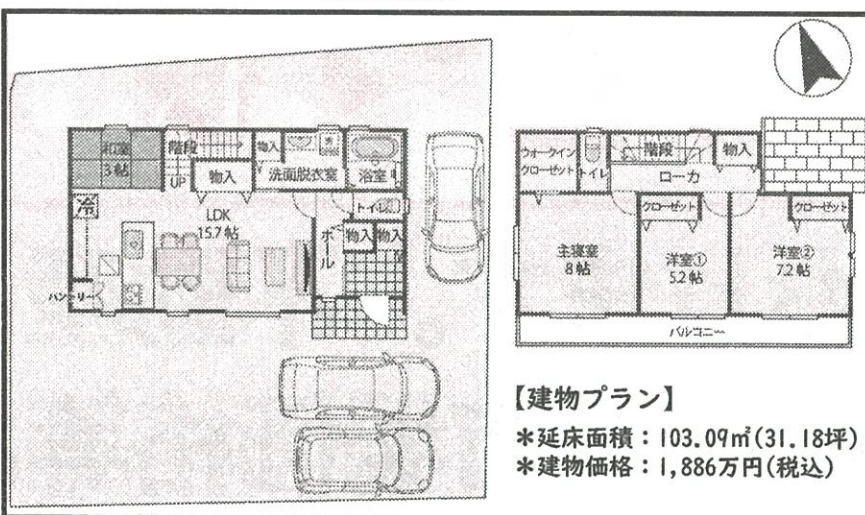 和室
3帖
階段
UP
物入
物入
洗面脱衣室
浴室
冷
LDK
15.7帖
ホール
トイレ
物入
物入
パントリー
ウォークイン
クローゼット
トイレ
階段
物入
ローカ
クローゼット
クローゼット
主寝室
8帖
洋室①
5.2帖
洋室②
7.2帖
バルコニー
【建物プラン】
*延床面積：103.09㎡(31.18坪)
*建物価格：1,886万円(税込)